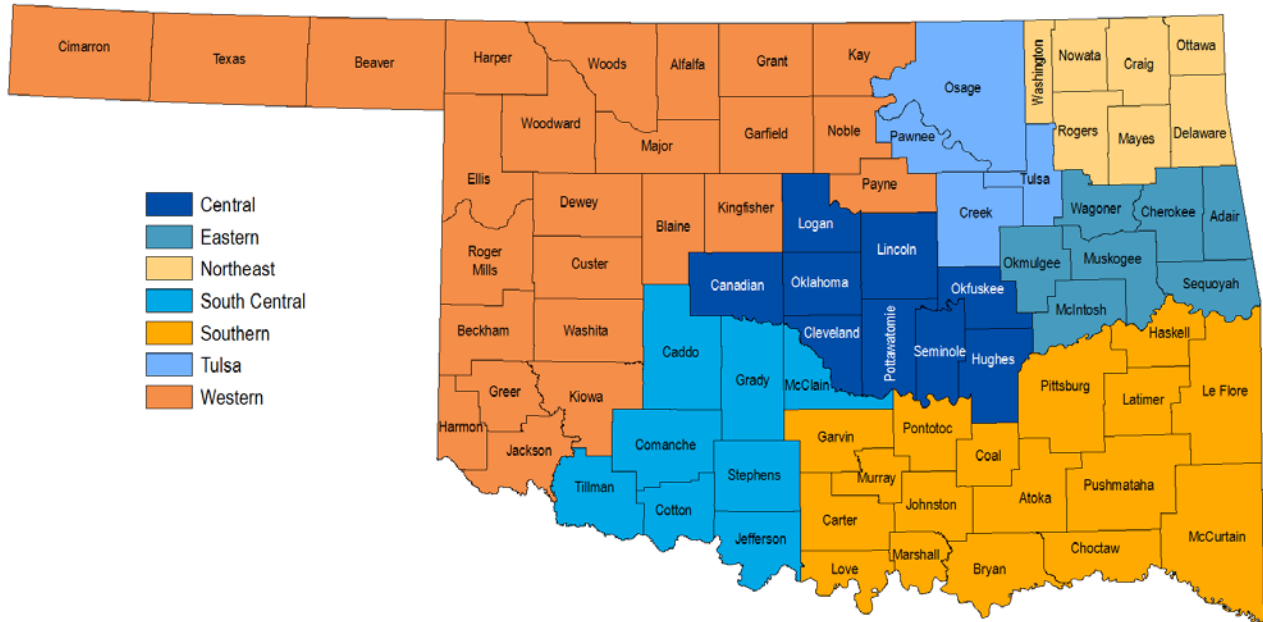 Cimarron
Texas
Beaver
Harper
Woods
Alfalfa
Grant
Kay
Osage
Washington
Nowata
Craig
Ottawa
Woodward
Major
Garfield
Noble
Pawnee
Rogers
Mayes
Delaware
Ellis
Dewey
Blaine
Kingfisher
Logan
Payne
Lincoln
Creek
Tulsa
Wagoner
Cherokee
Adair
Central
Eastern
Northeast
South Central
Southern
Tulsa
Western
Roger
Mills
Custer
Canadian
Oklahoma
Okfuskee
Okmulgee
Muskogee
Sequoyah
Beckham
Washita
Caddo
Grady
Cleveland
McClain
Pottawatomie
Seminole
Hughes
McIntosh
Haskell
Pittsburg
Latimer
Le Flore
Greer
Kiowa
Harmon
Jackson
Comanche
Tillman
Cotton
Stephens
Jefferson
Garvin
Pontotoc
Coal
Murray
Johnston
Atoka
Pushmataha
Carter
Love
Marshall
Bryan
Choctaw
McCurtain